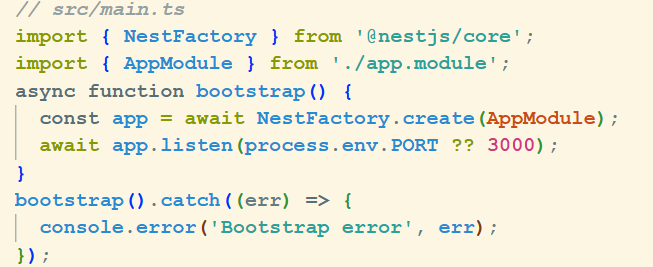 // src/main.ts
import { NestFactory } from '@nestjs/core';
import { AppModule } from './app.module';
async function bootstrap() {
  const app = await NestFactory.create(AppModule);
  await app.listen(process.env.PORT ?? 3000);
}
bootstrap().catch((err) => {
  console.error('Bootstrap error', err);
});